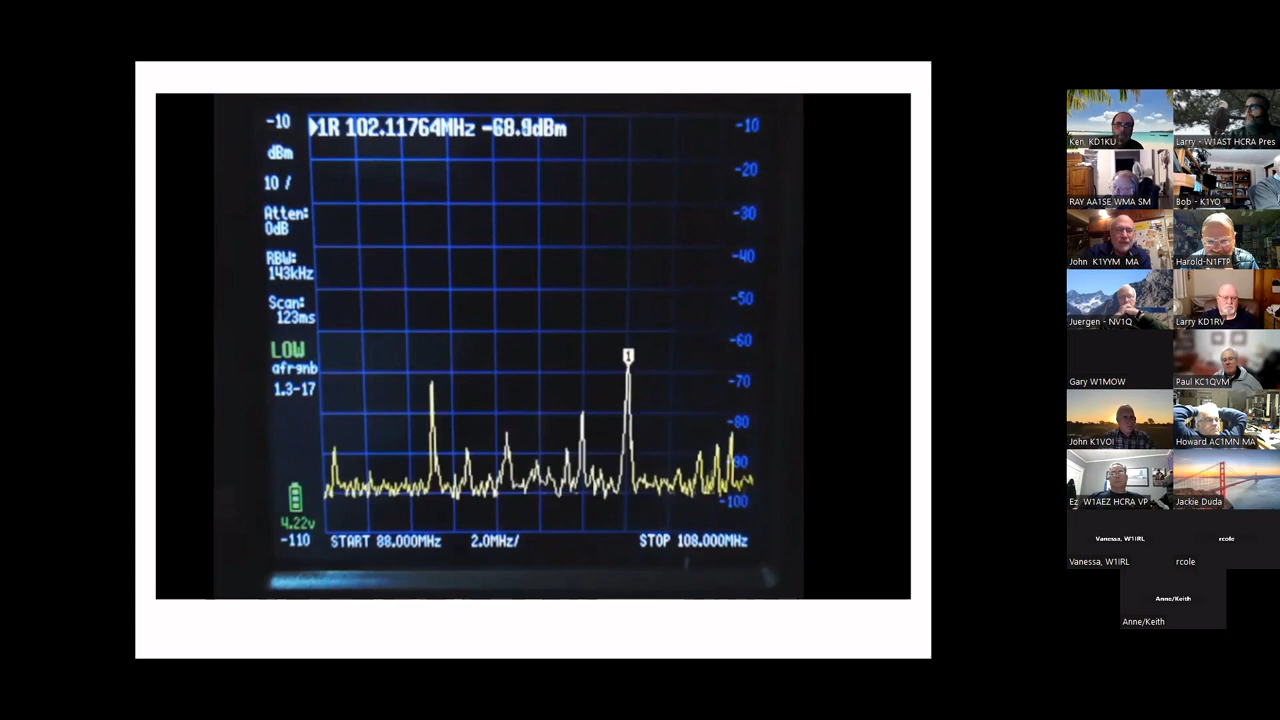 -10
▶1R 102.11764MHz -68.9dBm
-10
dBm
-20
10 /
Atten:
0dB
-30
RBW:
143kHz
-40
Scan:
123ms
-50
LOW
-60
1
afrgnb
1.3-17
-70
-80
90
4.22v
-100
-110
START 88.000MHz
2.0MHz/
STOP 108.000MHz
Ken, KD1KU
Larry - W1AST HCRA Pres
RAY AA1SE WMA SM
Bob - K1YO
John K1YYM MA
Harold-N1FTP
Juergen - NV1Q
Larry KD1RV
Gary W1MOW
Paul KC1QVM
John K1VOI
Howard AC1MN MA
Ez W1AEZ HCRA VP
Jackie Duda
Vanessa, W1IRL
rcole
Vanessa, W1IRL
rcole
Anne/Keith
Anne/Keith